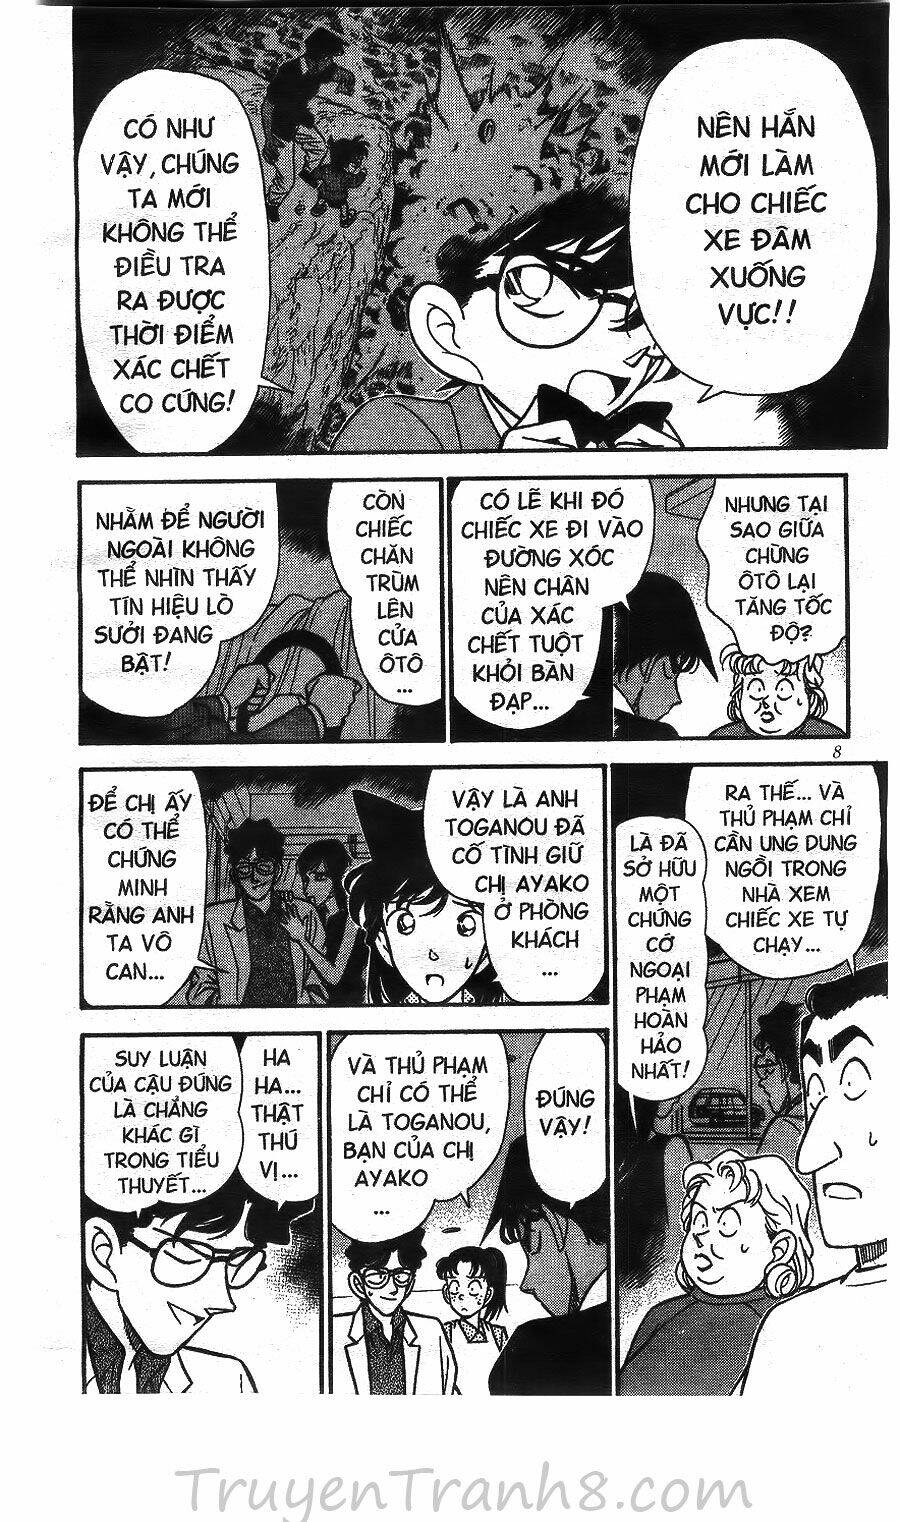 NÊN HẮN
MỚI LÀM
CHO CHIẾC
XE ĐÂM
XUỐNG
VỰC!!
CÓ NHƯ
VẬY, CHÚNG
TA MỚI
KHÔNG THỂ
ĐIỀU TRA
RA ĐƯỢC
THỜI ĐIỂM
XÁC CHẾT
CO CỨNG!
NHƯNG TẠI
SAO GIỮA
CHỪNG
ÔTÔ LẠI
TĂNG TỐC
ĐỘ?
CÓ LẼ KHI ĐÓ
CHIẾC XE ĐI VÀO
ĐƯỜNG XÓC
NÊN CHÂN
CỦA XÁC
CHẾT TUỘT
KHỎI BÀN
ĐẠP...
CÒN
CHIẾC
CHĂN
TRÙM
LÊN
CỬA
ÔTÔ
...
NHẰM ĐỂ NGƯỜI
NGOÀI KHÔNG
THỂ NHÌN THẤY
TÍN HIỆU LÒ
SƯỞI ĐANG
BẬT!
8
RA THẾ... VÀ
THỦ PHẠM CHỈ
CẦN UNG DUNG
NGỒI TRONG
NHÀ XEM
CHIẾC XE TỰ
CHẠY...
LÀ ĐÃ
SỞ HỮU
MỘT
CHỨNG
CỚ
NGOẠI
PHẠM
HOÀN
HẢO
NHẤT!
VẬY LÀ ANH
TOGANOU ĐÃ
CỐ TÌNH GIỮ
CHỊ AYAKO
Ở PHÒNG
KHÁCH
...
ĐỂ CHỊ ẤY
CÓ THỂ
CHỨNG
MINH
RẰNG ANH
TA VÔ
CAN...
ĐÚNG
VẬY!
VÀ THỦ PHẠM
CHỈ CÓ THỂ
LÀ TOGANOU,
BẠN CỦA CHỊ
AYAKO
...
HA
HA...
THẬT
THÚ
VỊ...
SUY LUẬN
CỦA CẬU ĐÚNG
LÀ CHẲNG
KHÁC GÌ
TRONG TIỂU
THUYẾT...
TruyenTranh8.com